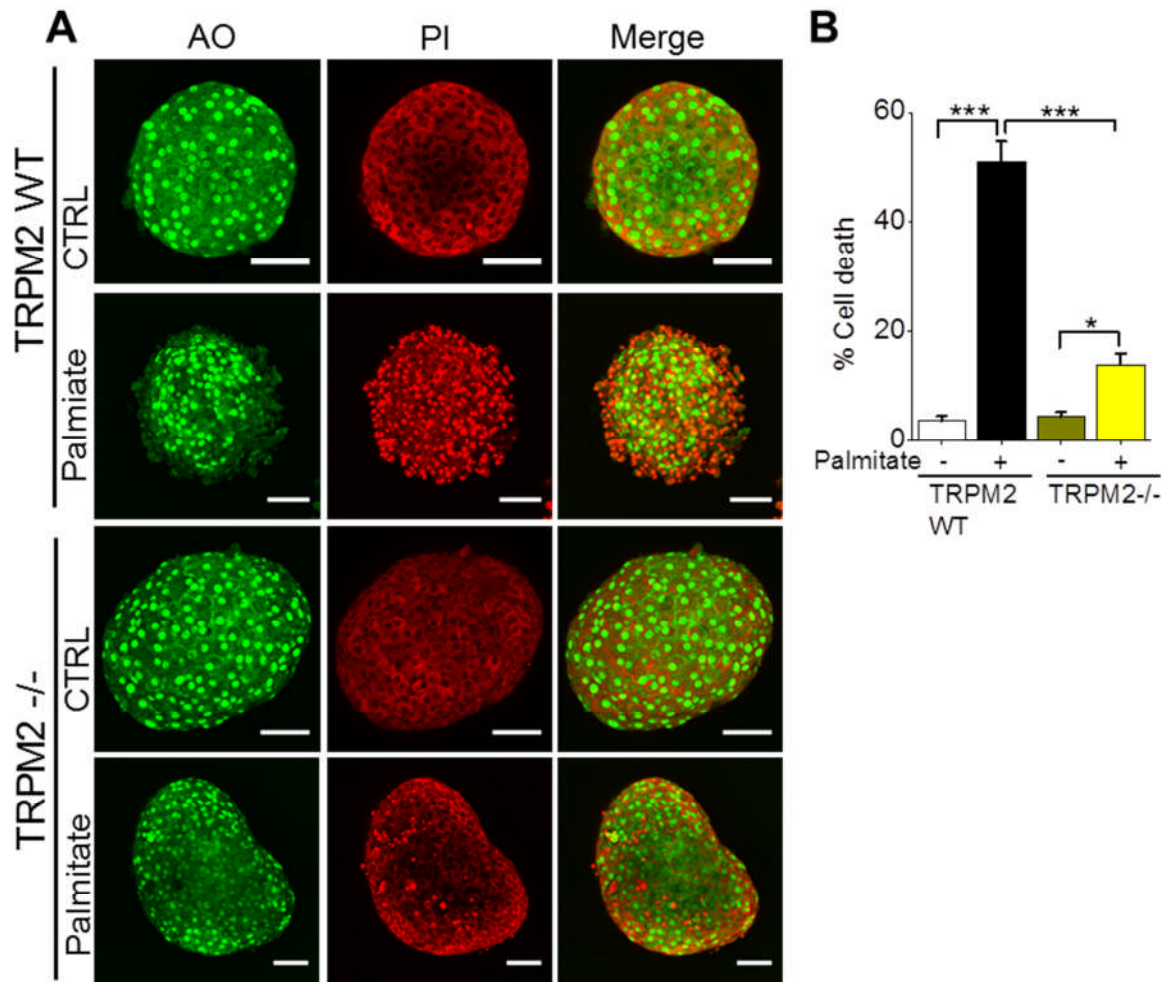 A
AO
PI
Merge
TRPM2 WT
CTRL
Palmiate
TRPM2 -/-
CTRL
Palmitate
B
% Cell death
60
40
20
0
***
***
*
Palmitate - + - +
TRPM2 TRPM2-/-
WT